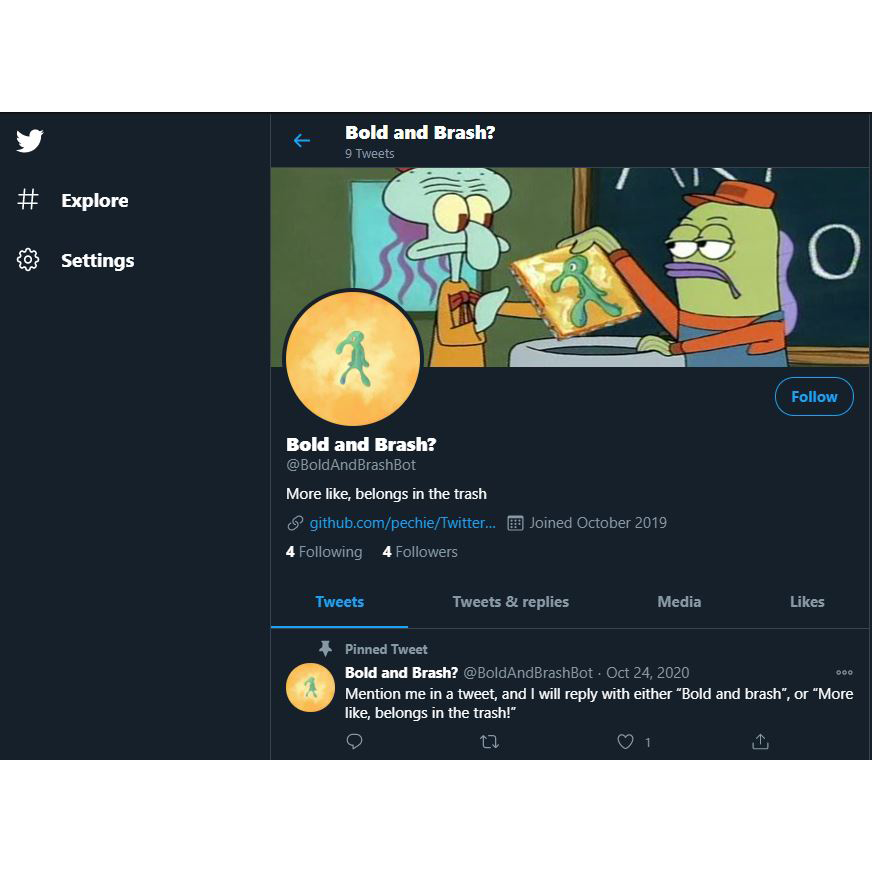 Explore
Settings
Bold and Brash?
9 Tweets
ART
Follow
Bold and Brash?
@BoldAndBrashBot
More like, belongs in the trash
github.com/pechie/Twitter... Joined October 2019
4 Following 4 Followers
Tweets Tweets & replies Media Likes
Pinned Tweet
Bold and Brash? @BoldAndBrashBot · Oct 24, 2020
Mention me in a tweet, and I will reply with either “Bold and brash”, or “More
like, belongs in the trash!”
1